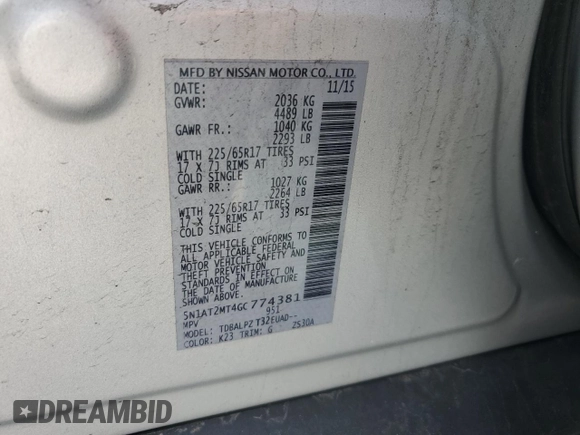 MFD BY NISSAN MOTOR CO., LTD.
DATE: 11/15
GVWR: 2036 KG
4489 LB
GAWR FR.: 1040 KG
2293 LB
WITH 225/65R17 TIRES
17 X 7J RIMS AT 33 PSI
COLD SINGLE
GAWR RR.: 1027 KG
2264 LB
WITH 225/65R17 TIRES
17 X 7J RIMS AT 33 PSI
COLD SINGLE
THIS VEHICLE CONFORMS TO
ALL APPLICABLE FEDERAL
MOTOR VEHICLE SAFETY AND
THEFT PREVENTION
STANDARDS IN EFFECT ON
THE DATE OF MANUFACTURE
SHOWN ABOVE.
5N1AT2MT4GC774381
MPV 951
MODEL: TDBALPZ T32EUAD--
COLOR: K23 TRIM: G 2530A
DREAMBID